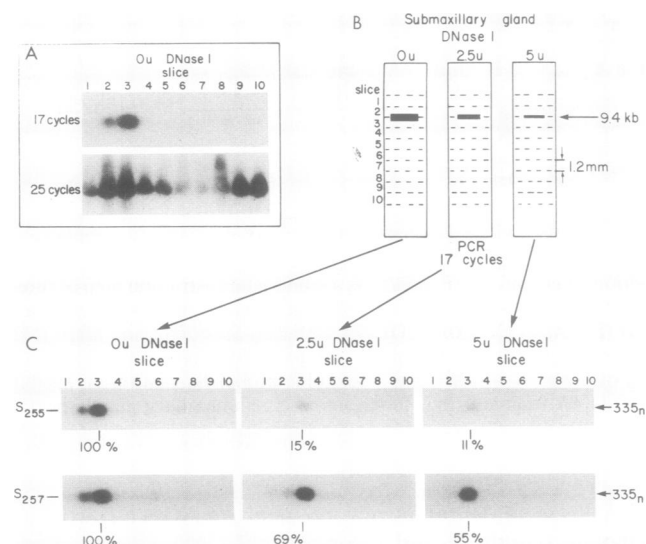 A
Ou DNase I
slice
1 2 3 4 5 6 7 8 9 10
17 cycles
25 cycles
B
Submaxillary gland
DNase I
Ou 2.5u 5u
slice
1
2
3
4
5
6
7
8
9
10
9.4 kb
1.2mm
PCR
17 cycles
C
Ou DNase I
slice
2.5u DNase I
slice
5u DNase I
slice
1 2 3 4 5 6 7 8 9 10 1 2 3 4 5 6 7 8 9 10 1 2 3 4 5 6 7 8 9 10
S255 335n
100% 15% 11%
S257 335n
100% 69% 55%